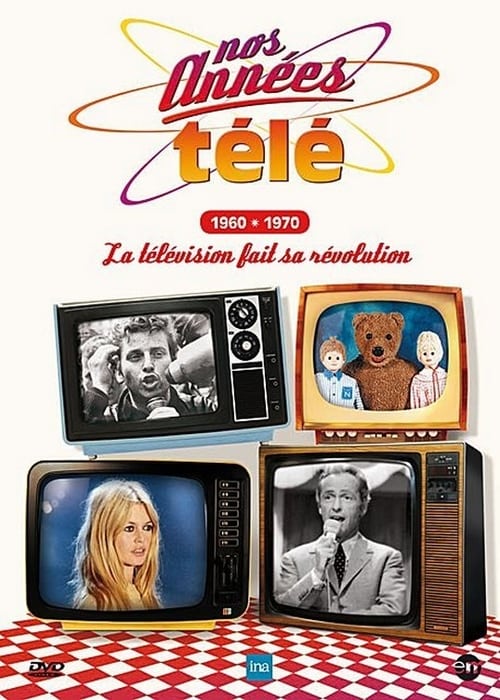 nos
Années
télé
1960 * 1970
La télévision fait sa révolution
N
DVD
ina